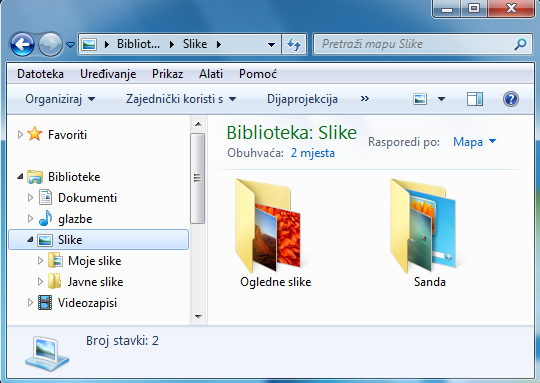 Bibliot... Slike
Pretraži mapu Slike
Datoteka Uređivanje Prikaz Alati Pomoć
Organiziraj Zajednički koristi s Dijaprojekcija »
Favoriti
Biblioteke
Dokumenti
glazbe
Slike
Moje slike
Javne slike
Videozapisi
Biblioteka: Slike
Obuhvaća: 2 mjesta
Rasporedi po: Mapa
Ogledne slike
Sanda
Broj stavki: 2